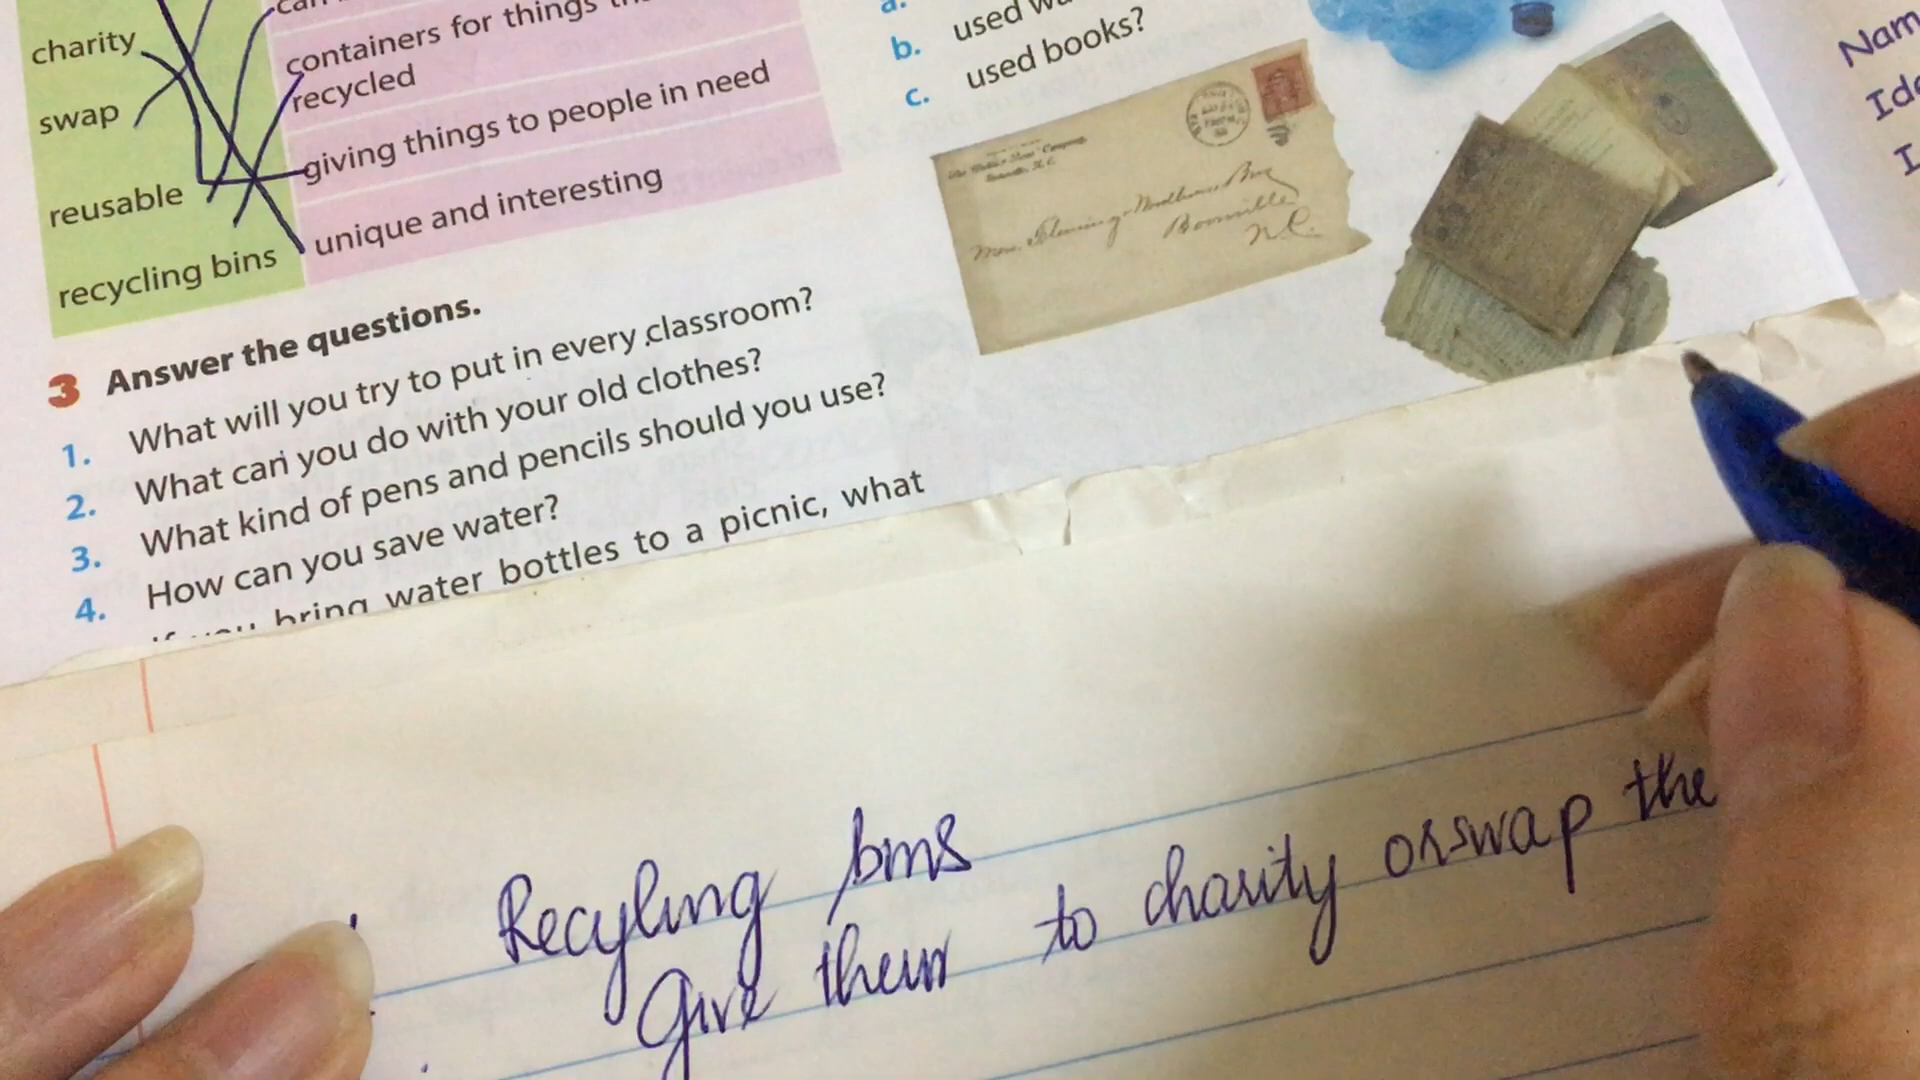 charity
swap
reusable
recycling bins
containers for things
recycled
giving things to people in need
unique and interesting
3 Answer the questions.
1. What will you try to put in every classroom?
2. What can you do with your old clothes?
3. What kind of pens and pencils should you use?
4. How can you save water?
bring water bottles to a picnic, what
a.
b. used
c. used books?
Boonville
N.C.
Nam
Ide
I
Recyling bins
Give them to charity or swap the